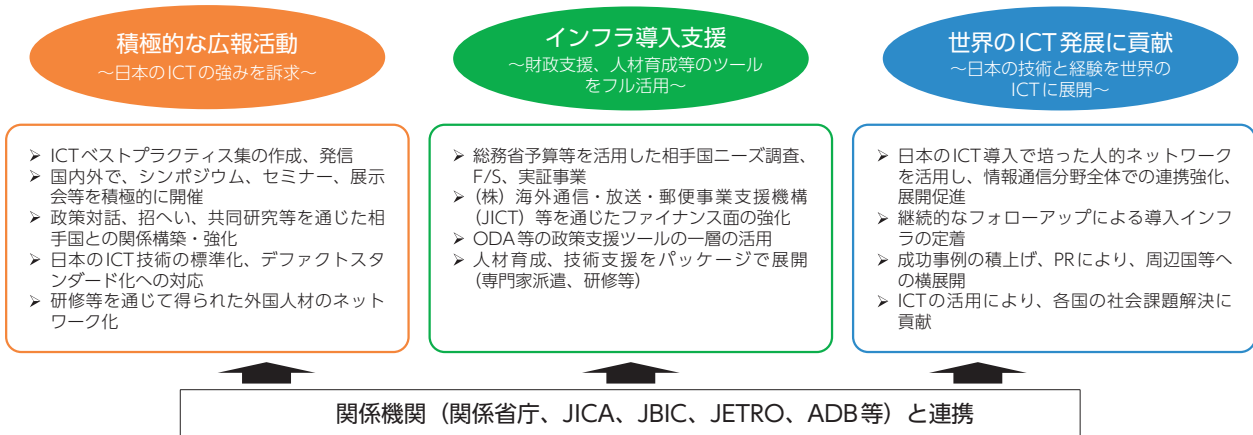 積極的な広報活動
～日本のICTの強みを訴求～
➢ ICTベストプラクティス集の作成、発信
➢ 国内外で、シンポジウム、セミナー、展示
会等を積極的に開催
➢ 政策対話、招へい、共同研究等を通じた相
手国との関係構築・強化
➢ 日本のICT技術の標準化、デファクトスタ
ンダード化への対応
➢ 研修等を通じて得られた外国人材のネット
ワーク化
インフラ導入支援
～財政支援、人材育成等のツール
をフル活用～
➢ 総務省予算等を活用した相手国ニーズ調査、
F/S、実証事業
➢ (株) 海外通信・放送・郵便事業支援機構
(JICT) 等を通じたファイナンス面の強化
➢ ODA等の政策支援ツールの一層の活用
➢ 人材育成、技術支援をパッケージで展開
(専門家派遣、研修等)
世界のICT発展に貢献
～日本の技術と経験を世界の
ICTに展開～
➢ 日本のICT導入で培った人的ネットワーク
を活用し、情報通信分野全体での連携強化、
展開促進
➢ 継続的なフォローアップによる導入インフ
ラの定着
➢ 成功事例の積上げ、PRにより、周辺国等へ
の横展開
➢ ICTの活用により、各国の社会課題解決に
貢献
関係機関（関係省庁、JICA、JBIC、JETRO、ADB等）と連携